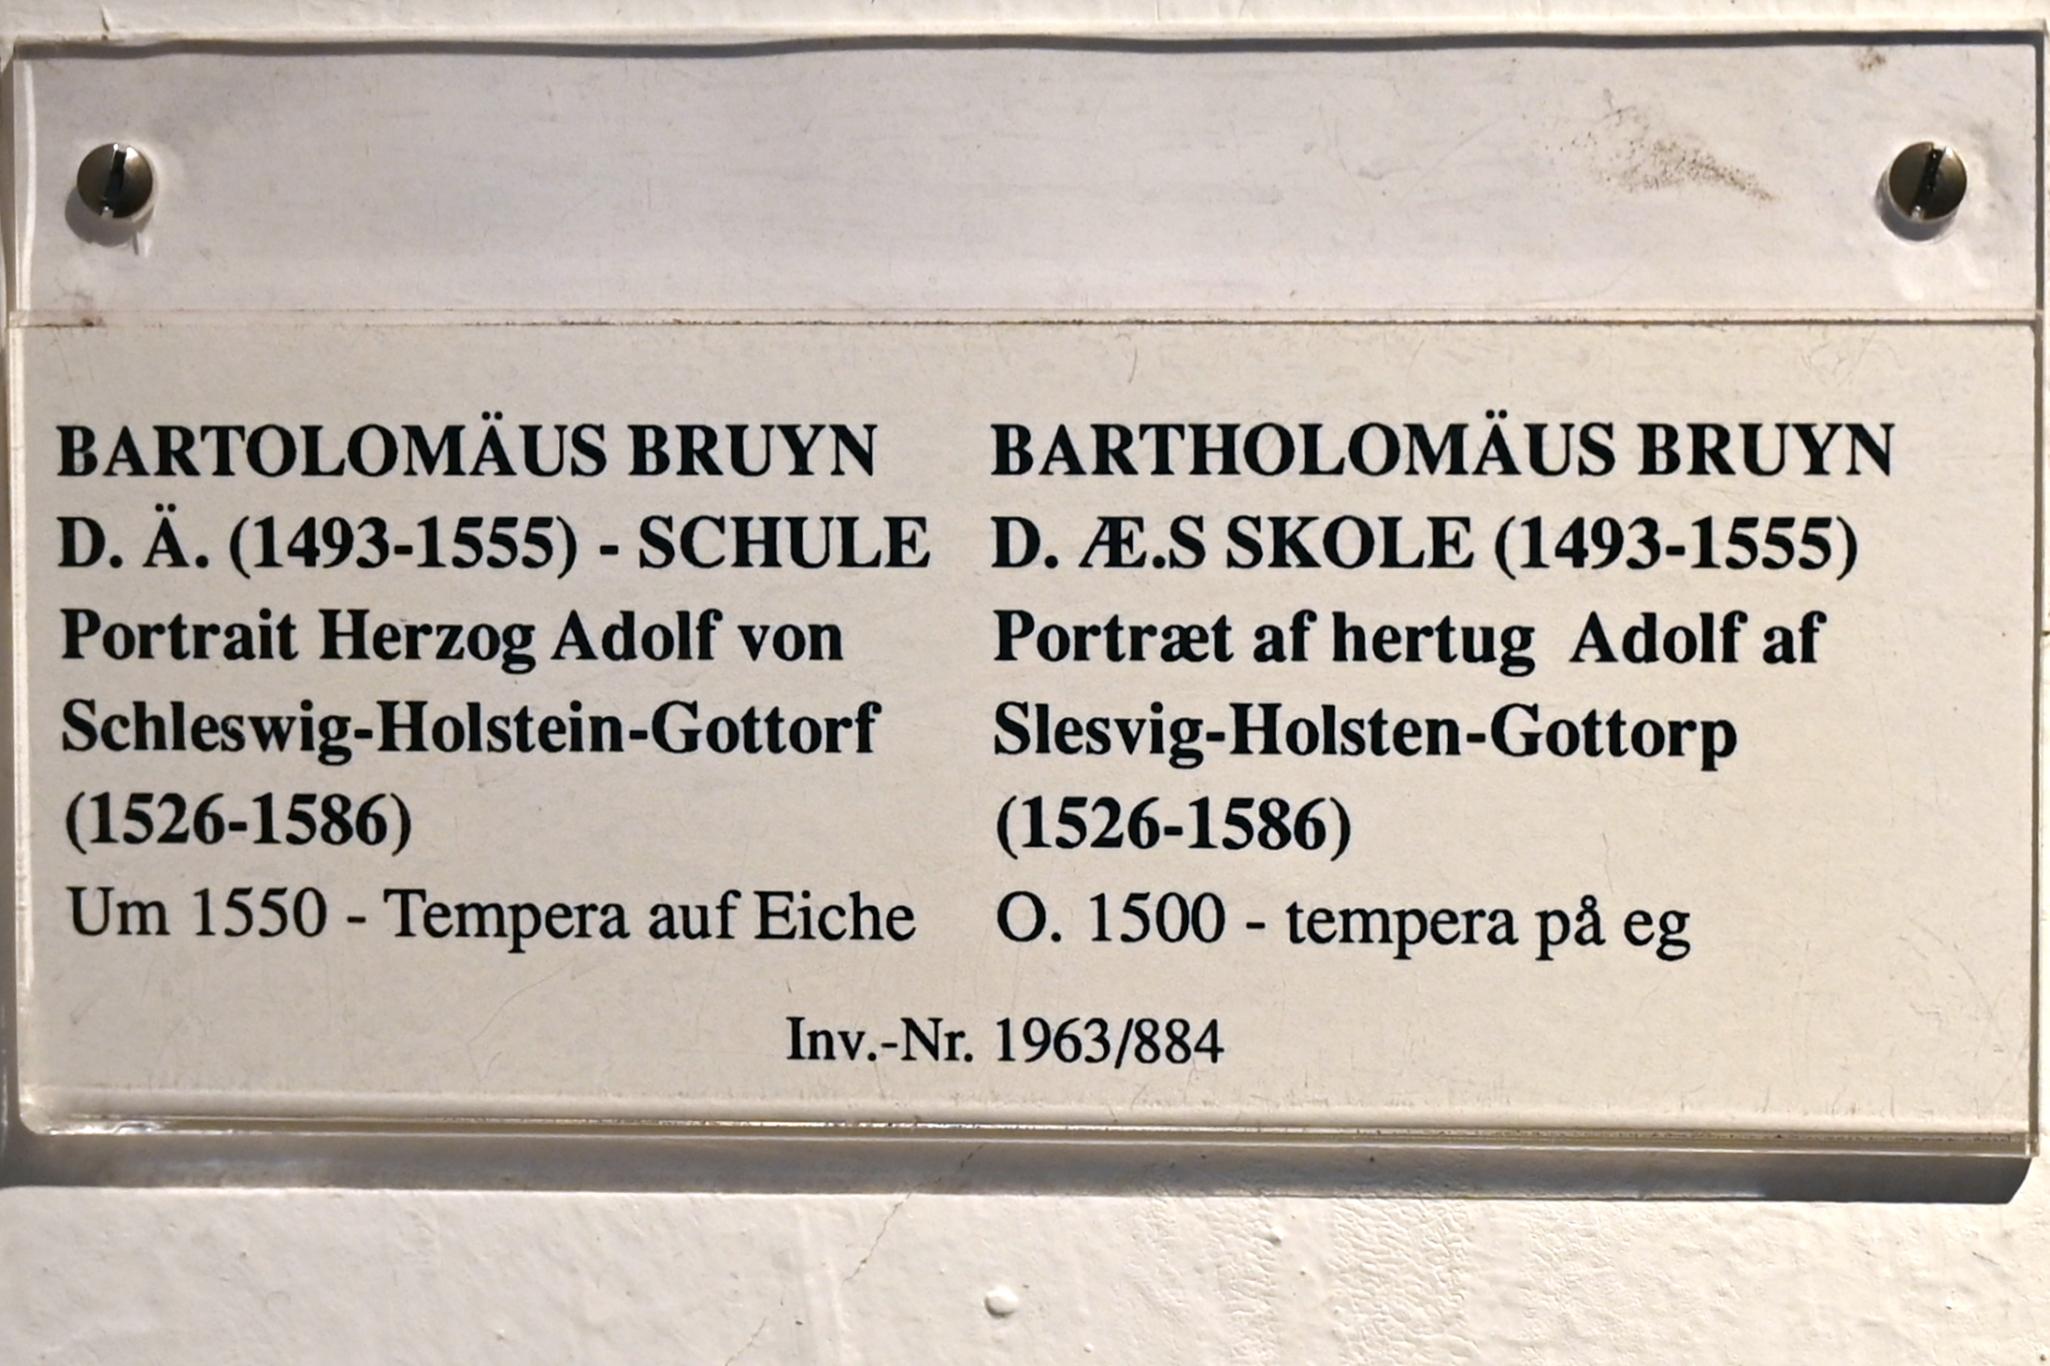 BARTOLOMÄUS BRUYN
D. Ä. (1493-1555) - SCHULE
Portrait Herzog Adolf von
Schleswig-Holstein-Gottorf
(1526-1586)
Um 1550 - Tempera auf Eiche
BARTHOLOMÄUS BRUYN
D. Æ.S SKOLE (1493-1555)
Portræt af hertug Adolf af
Slesvig-Holsten-Gottorp
(1526-1586)
O. 1500 - tempera på eg
Inv.-Nr. 1963/884